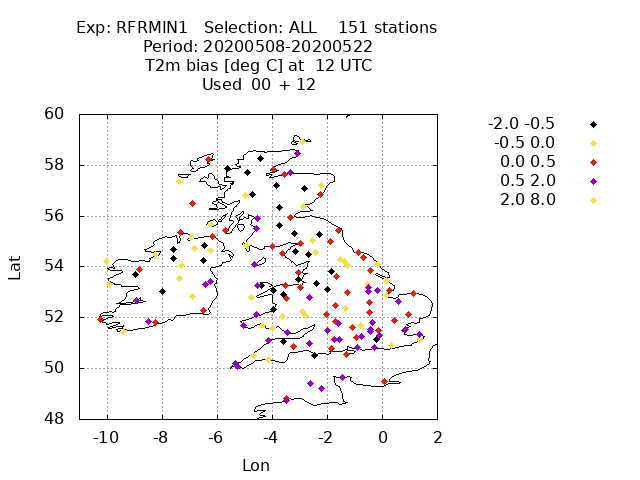 Exp: RFRMIN1 Selection: ALL 151 stations
Period: 20200508-20200522
T2m bias [deg C] at 12 UTC
Used 00 + 12
60
58
56
54
52
50
48
-10 -8 -6 -4 -2 0 2
Lat
Lon
-2.0 -0.5
-0.5 0.0
0.0 0.5
0.5 2.0
2.0 8.0